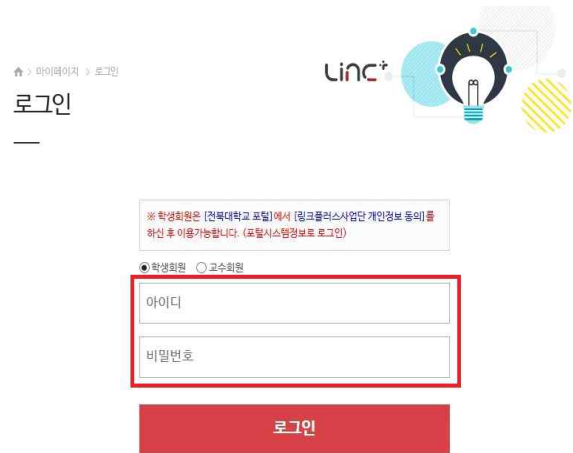 > 마이페이지 > 로그인
LINC+
로그인
※ 학생회원은 [전북대학교 포털]에서 [링크플러스사업단 개인정보 동의]를
하신 후 이용가능합니다. (포털시스템정보로 로그인)
학생회원 교수회원
아이디
비밀번호
로그인